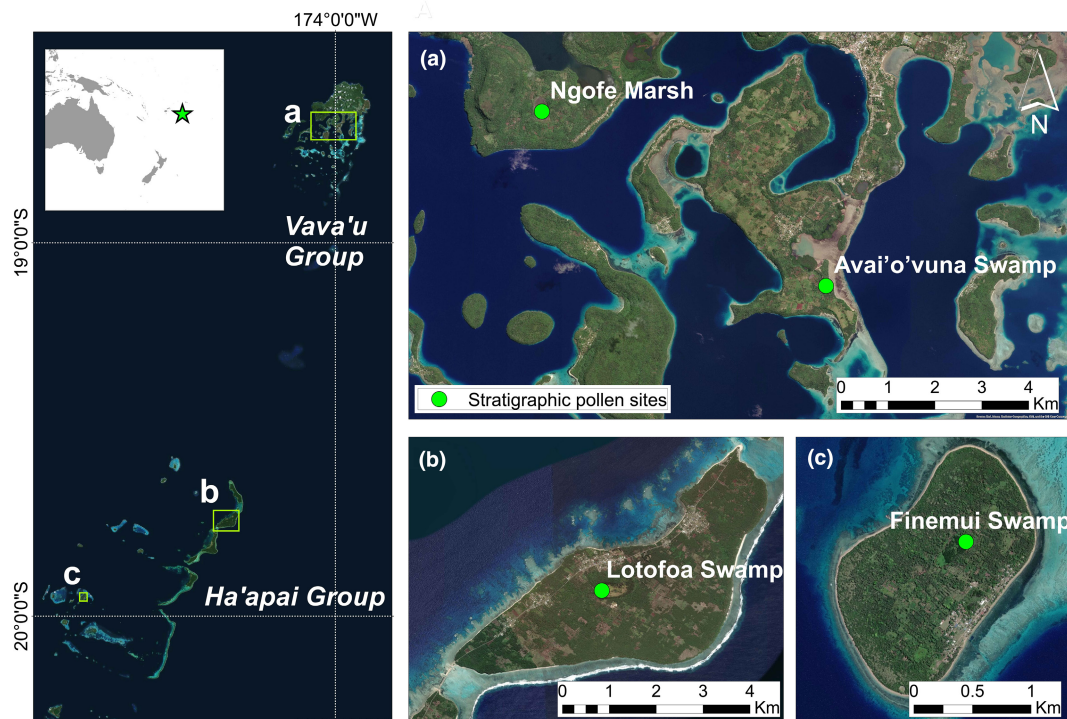 174°0'0"W
19°0'0"S
20°0'0"S
a
Vava'u
Group
b
c
Ha'apai Group
(a)
Ngofe Marsh
N
Avai'o'vuna Swamp
Stratigraphic pollen sites
0 1 2 3 4
Km
(b)
Lotofoa Swamp
0 1 2 3 4
Km
(c)
Finemui Swamp
0 0.5 1
Km